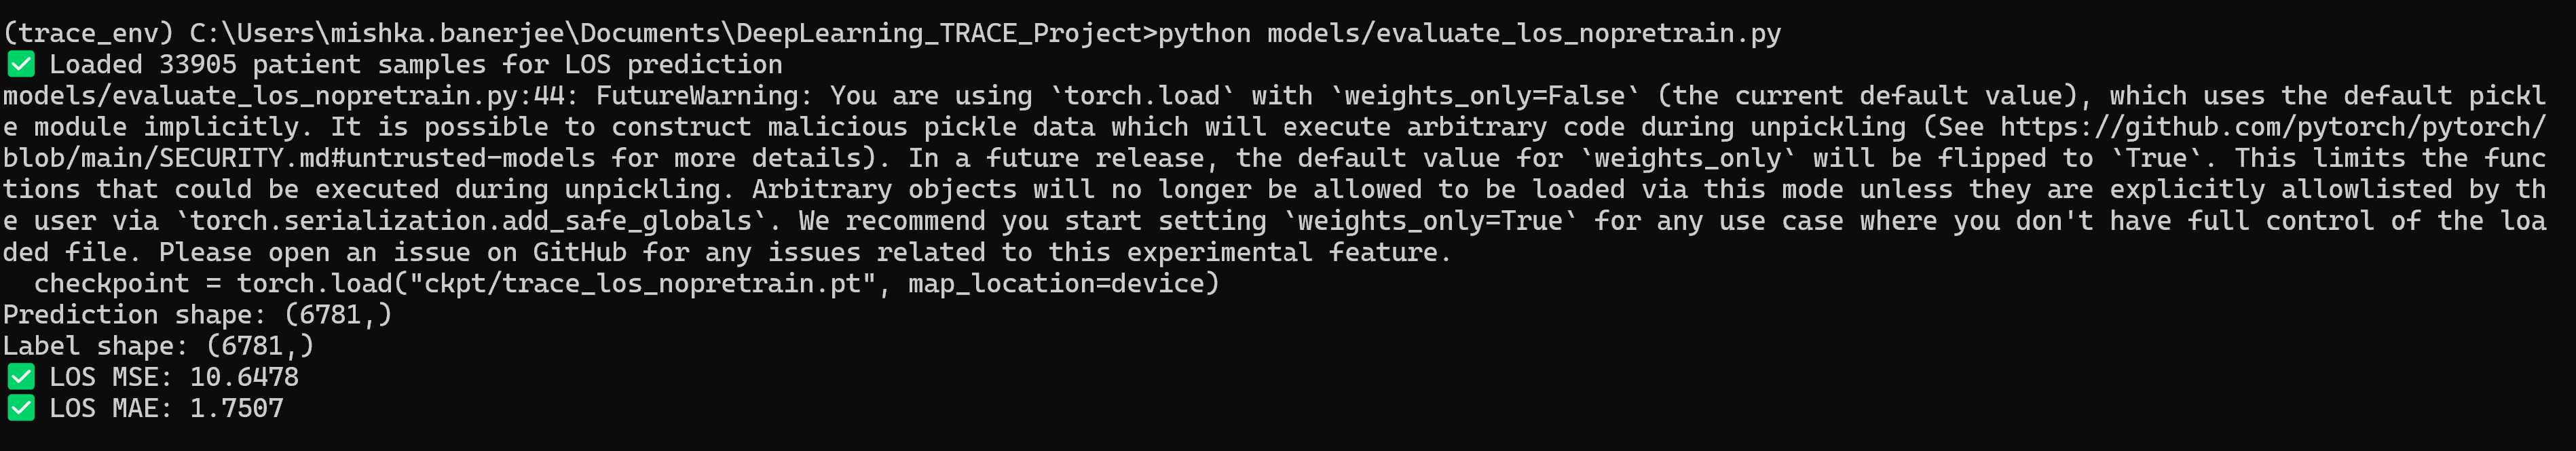 (trace_env) C:\Users\mishka.banerjee\Documents\DeepLearning_TRACE_Project>python models/evaluate_los_nopretrain.py
✅ Loaded 33905 patient samples for LOS prediction
models/evaluate_los_nopretrain.py:44: FutureWarning: You are using `torch.load` with `weights_only=False` (the current default value), which uses the default pickl
e module implicitly. It is possible to construct malicious pickle data which will execute arbitrary code during unpickling (See https://github.com/pytorch/pytorch/
blob/main/SECURITY.md#untrusted-models for more details). In a future release, the default value for `weights_only` will be flipped to `True`. This limits the func
tions that could be executed during unpickling. Arbitrary objects will no longer be allowed to be loaded via this mode unless they are explicitly allowlisted by th
e user via `torch.serialization.add_safe_globals`. We recommend you start setting `weights_only=True` for any use case where you don't have full control of the loa
ded file. Please open an issue on GitHub for any issues related to this experimental feature.
  checkpoint = torch.load("ckpt/trace_los_nopretrain.pt", map_location=device)
Prediction shape: (6781,)
Label shape: (6781,)
✅ LOS MSE: 10.6478
✅ LOS MAE: 1.7507